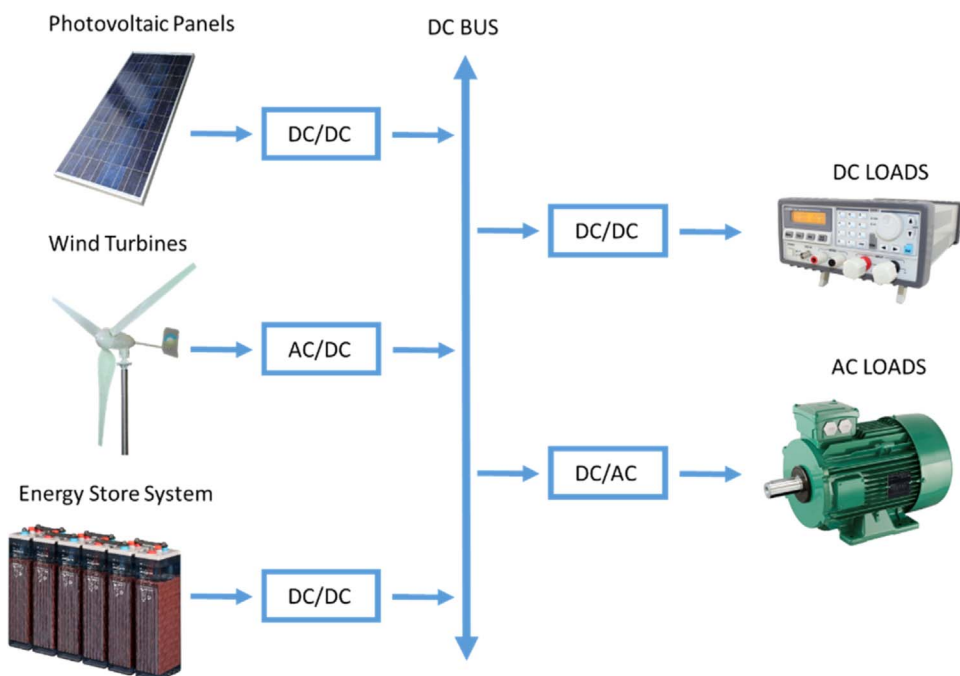 Photovoltaic Panels
DC BUS
DC/DC
DC LOADS
DC/DC
Wind Turbines
AC/DC
AC LOADS
DC/AC
Energy Store System
DC/DC